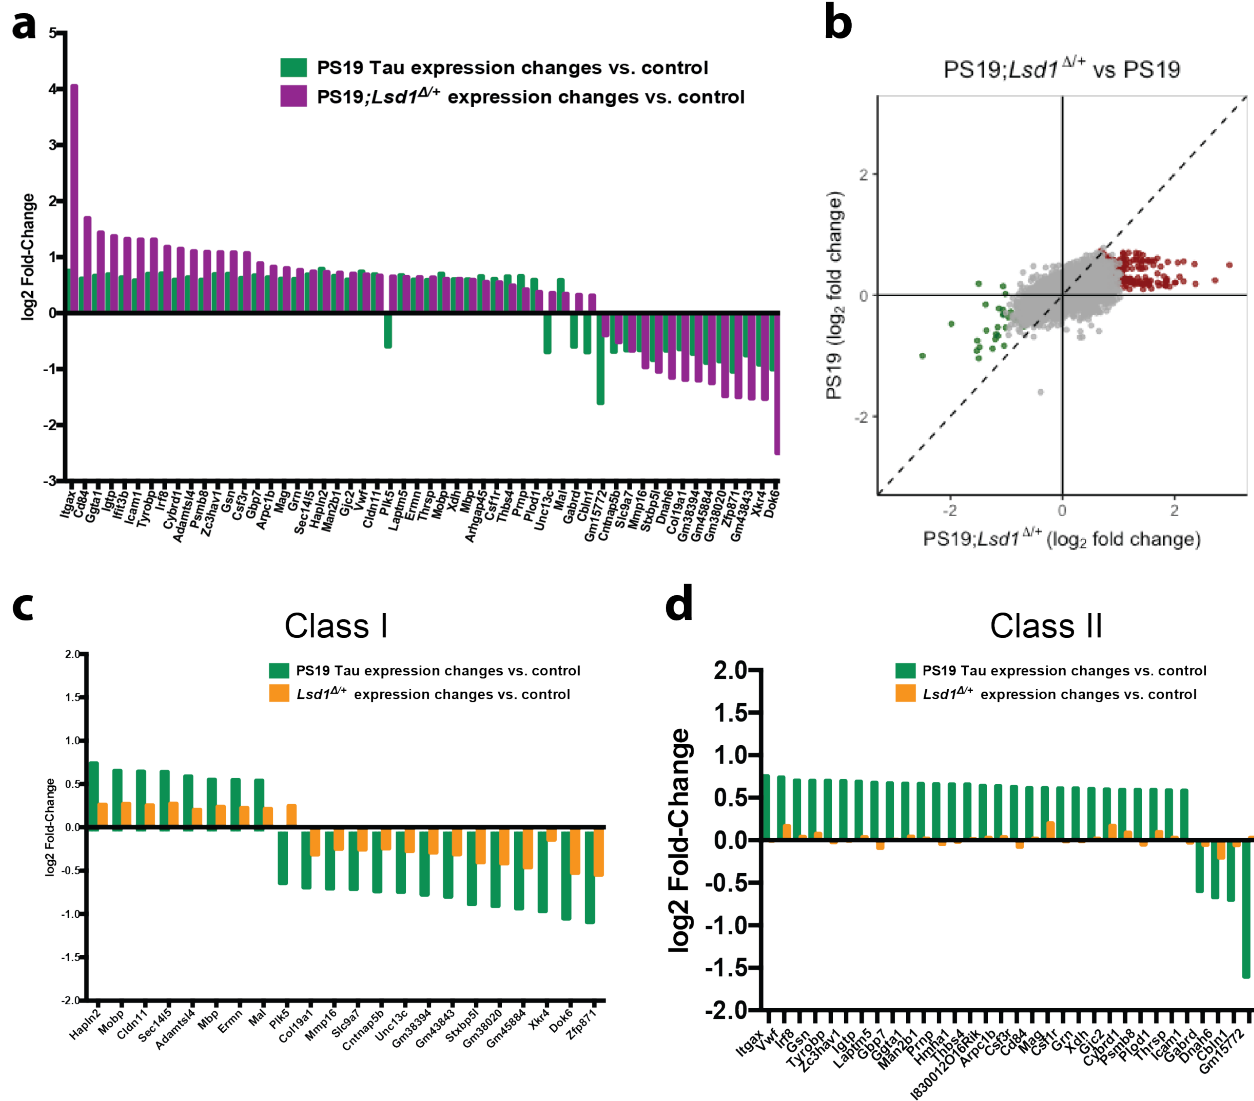 a
5
4
3
2
1
0
-1
-2
-3
log2 Fold-Change
PS19 Tau expression changes vs. control
PS19;Lsd1Δ/+ expression changes vs. control
Itgax
Cd84
Ggta1
Igtp
Ifit3b
Icam1
Tyrobp
Irf8
Cybrd1
Adamtsl4
Psmb8
Zc3hav1
Gsn
Csf3r
Gbp7
Arpc1b
Mag
Grn
Sec14l5
Hapln2
Man2b1
Gjc2
Vwf
Cldn11
Plk5
Laptm5
Ermn
Thrsp
Mobp
Xdh
Mbp
Arhgap45
Csf1r
Thbs4
Prnp
Plod1
Unc13c
Mal
Gabrd
Cbln1
Gm15772
Cntnap5b
Slc9a7
Mmp16
Stxbp5l
Dnah6
Col19a1
Gm38394
Gm45884
Gm38020
Zfp871
Gm43843
Xkr4
Dok6
b
PS19;Lsd1 Δ/+ vs PS19
PS19 (log2 fold change)
2
0
-2
-2
0
2
PS19;Lsd1 Δ/+ (log2 fold change)
c
Class I
PS19 Tau expression changes vs. control
Lsd1Δ/+ expression changes vs. control
log2 Fold-Change
2.0
1.5
1.0
0.5
0.0
-0.5
-1.0
-1.5
-2.0
Hapln2
Mobp
Cldn11
Sec14l5
Adamtsl4
Mbp
Ermn
Mal
Plk5
Col19a1
Mmp16
Slc9a7
Cntnap5b
Unc13c
Gm38394
Gm43843
Stxbp5l
Gm38020
Gm45884
Xkr4
Dok6
Zfp871
d
Class II
PS19 Tau expression changes vs. control
Lsd1Δ/+ expression changes vs. control
log2 Fold-Change
2.0
1.5
1.0
0.5
0.0
-0.5
-1.0
-1.5
-2.0
Itgax
Vwf
Irf8
Gsn
Tyrobp
Zc3hav1
Igtp
Laptm5
Gbp7
Ggta1
Man2b1
Prnp
Hmha1
Thbs4
I830012O16Rik
Arpc1b
Csf3r
Cd84
Mag
Csf1r
Grn
Xdh
Gjc2
Cybrd1
Psmb8
Plod1
Thrsp
Icam1
Gabrd
Dnah6
Cbln1
Gm15772